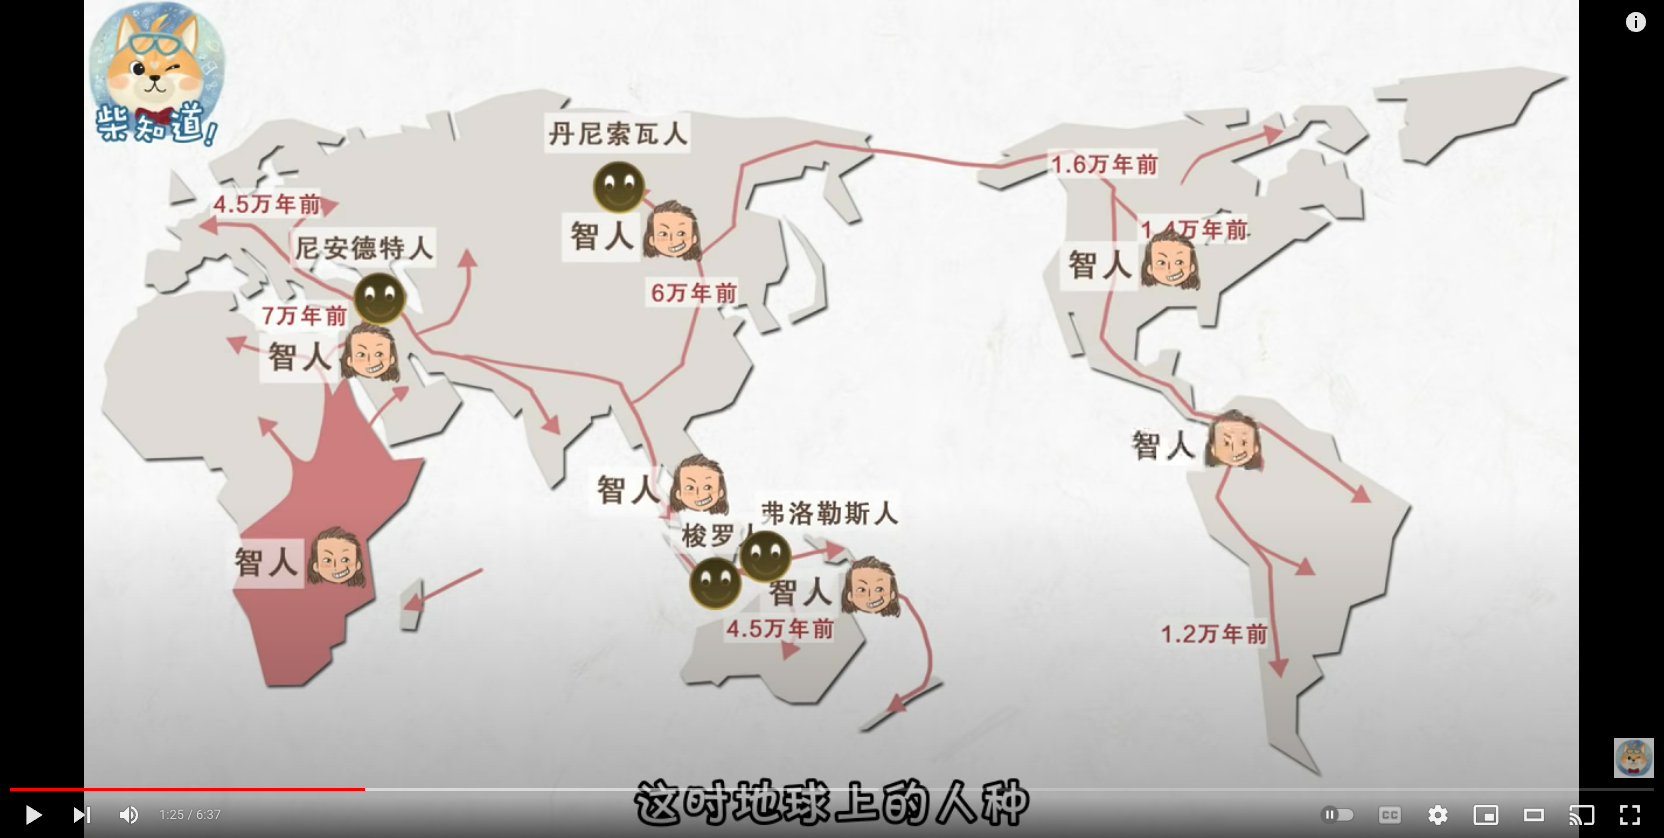 柴知道!
丹尼索瓦人
1.6万年前
4.5万年前
智人
1.4万年前
尼安德特人
智人
6万年前
7万年前
智人
智人
智人
弗洛勒斯人
梭罗人
智人
智人
4.5万年前
1.2万年前
这时地球上的人种
1:25 / 6:37
CC